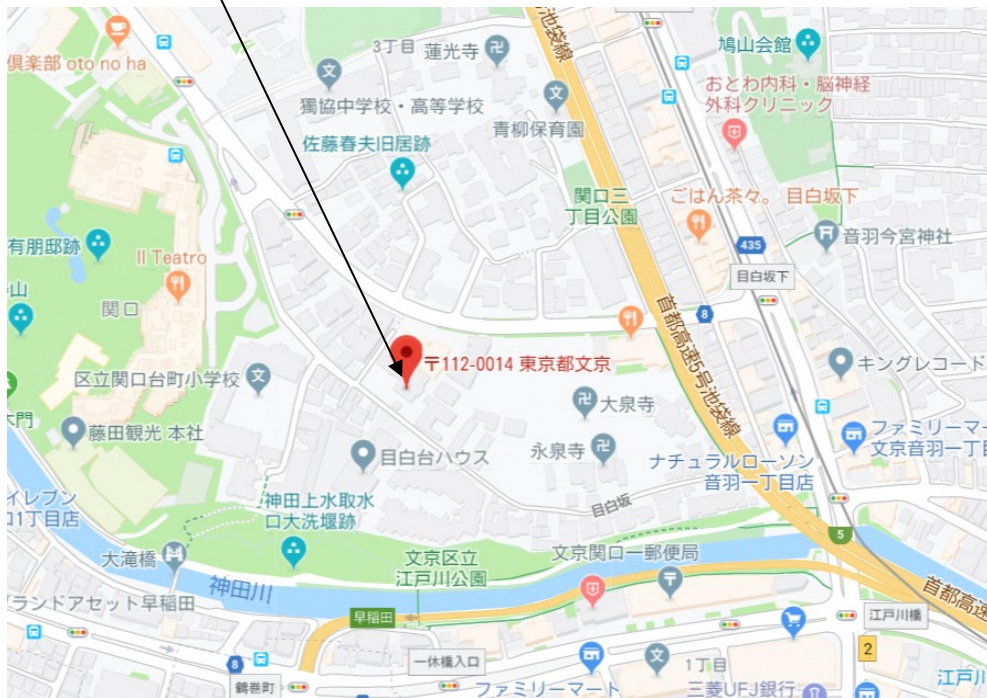 3丁目
蓮光寺
鳩山会館
倶楽部 oto no ha
獨協中学校・高等学校
青柳保育園
おとわ内科・脳神経
外科クリニック
佐藤春夫旧居跡
池袋線
関口三
丁目公園
ごはん茶々。 目白坂下
音羽今宮神社
有朋邸跡
Il Teatro
435
目白坂下
山
関口
8
首都高速5号池袋線
〒112-0014 東京都文京
キングレコード
区立関口台町小学校
大泉寺
門
藤田観光 本社
目白台ハウス
永泉寺
ナチュラルローソン
音羽一丁目店
ファミリーマー
文京音羽一丁目
イレブン
口1丁目店
神田上水取水
口大洗堰跡
目白坂
5
大滝橋
文京区立
江戸川公園
文京関口一郵便局
神田川
首都高速
ランドアセット早稲田
早稲田
江戸川橋
2
8
一休橋入口
1丁目
鶴巻町
ファミリーマート
三菱UFJ銀行
江戸川